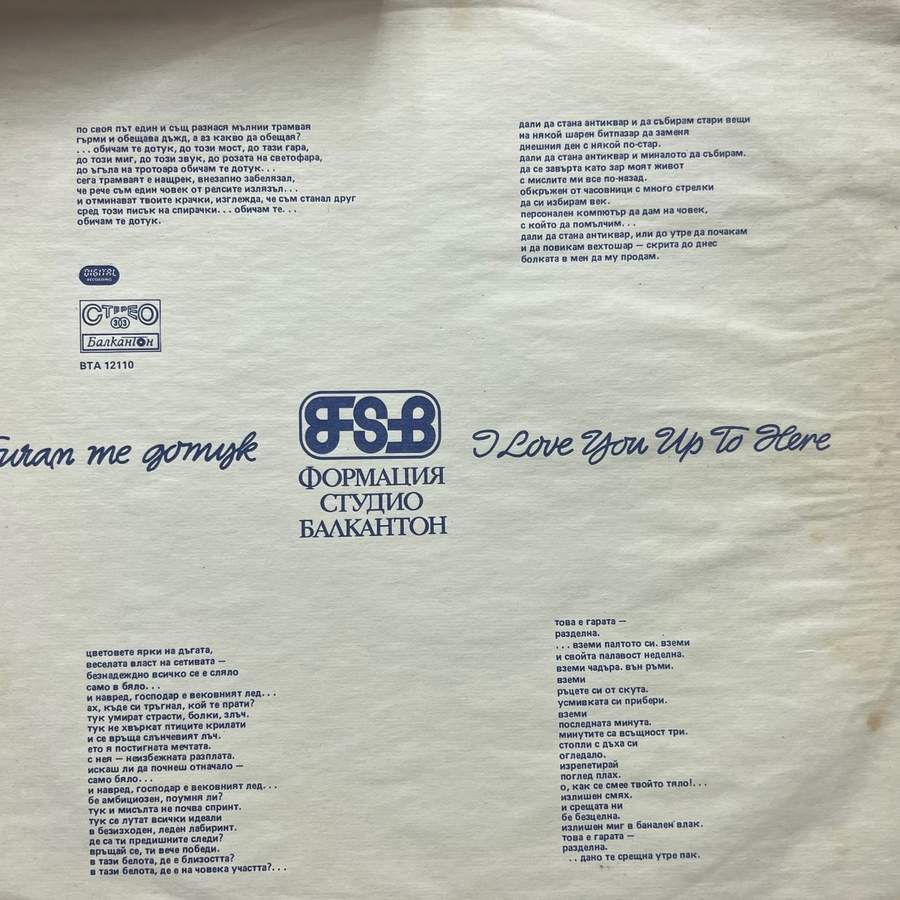 по своя път един и същ разнася мълнии трамвая
гърми и обещава дъжд, а аз какво да обещая?
. . . обичам те дотук, до този мост, до тази гара,
до този миг, до този звук, до розата на светофара,
до ъгъла на тротоара обичам те дотук. . .
сега трамваят е нащрек, внезапно забелязал,
че рече съм един човек от релсите излязъл. . .
и отминават твоите крачки, изглежда, че съм станал друг
сред този писък на спирачки. . . обичам те. . .
обичам те дотук.
дали да стана антиквар и да събирам стари вещи
на някой шарен битпазар да заменя
днешния ден с някой по-стар.
дали да стана антиквар и миналото да събирам.
да се завърта като зар моят живот
с мислите ми все по-назад.
обкръжен от часовници с много стрелки
да си избирам век.
персонален компютър да дам на човек,
с който да помълчим. . .
дали да стана антиквар, или до утре да почакам
и да повикам вехтошар — скрита до днес
болката в мен да му продам.
DIGITAL
RECORDING
СТЕРЕО
33
Балкантон
ВТА 12110
бичам те дотук
FSB
ФОРМАЦИЯ
СТУДИО
БАЛКАНТОН
I Love You Up To Here
цветовете ярки на дъгата,
веселата власт на сетивата —
безнадеждно всичко се е сляло
само в бяло. . .
и навред, господар е вековният лед. . .
ах, къде си тръгнал, кой те прати?
тук умират страсти, болки, злъч.
тук не хвъркат птиците крилати
и се връща слънчевият лъч.
ето я постигната мечтата.
с нея — неизбежната разплата.
искаш ли да почнеш отначало —
само бяло. . .
и навред, господар е вековният лед. . .
бе амбициозен, поумня ли?
тук и мисълта не почва спринт.
тук се лутат всички идеали
в безизходен, леден лабиринт.
де са ти предишните следи?
връщай се, ти вече победи.
в тази белота, де е близостта?
в тази белота, де е на човека участта?. . .
това е гарата —
разделна.
. . . вземи палтото си. вземи
и свойта палавост неделна.
вземи чадъра. вън ръми.
вземи
ръцете си от скута.
усмивката си прибери.
вземи
последната минута.
минутите са всъщност три.
стопли с дъха си
огледало.
изрепетирай
поглед плах.
о, как се смее твойто тяло!. . .
излишен смях.
и срещата ни
бе безцелна.
излишен миг в банален влак.
това е гарата —
разделна.
. . дано те срещна утре пак.